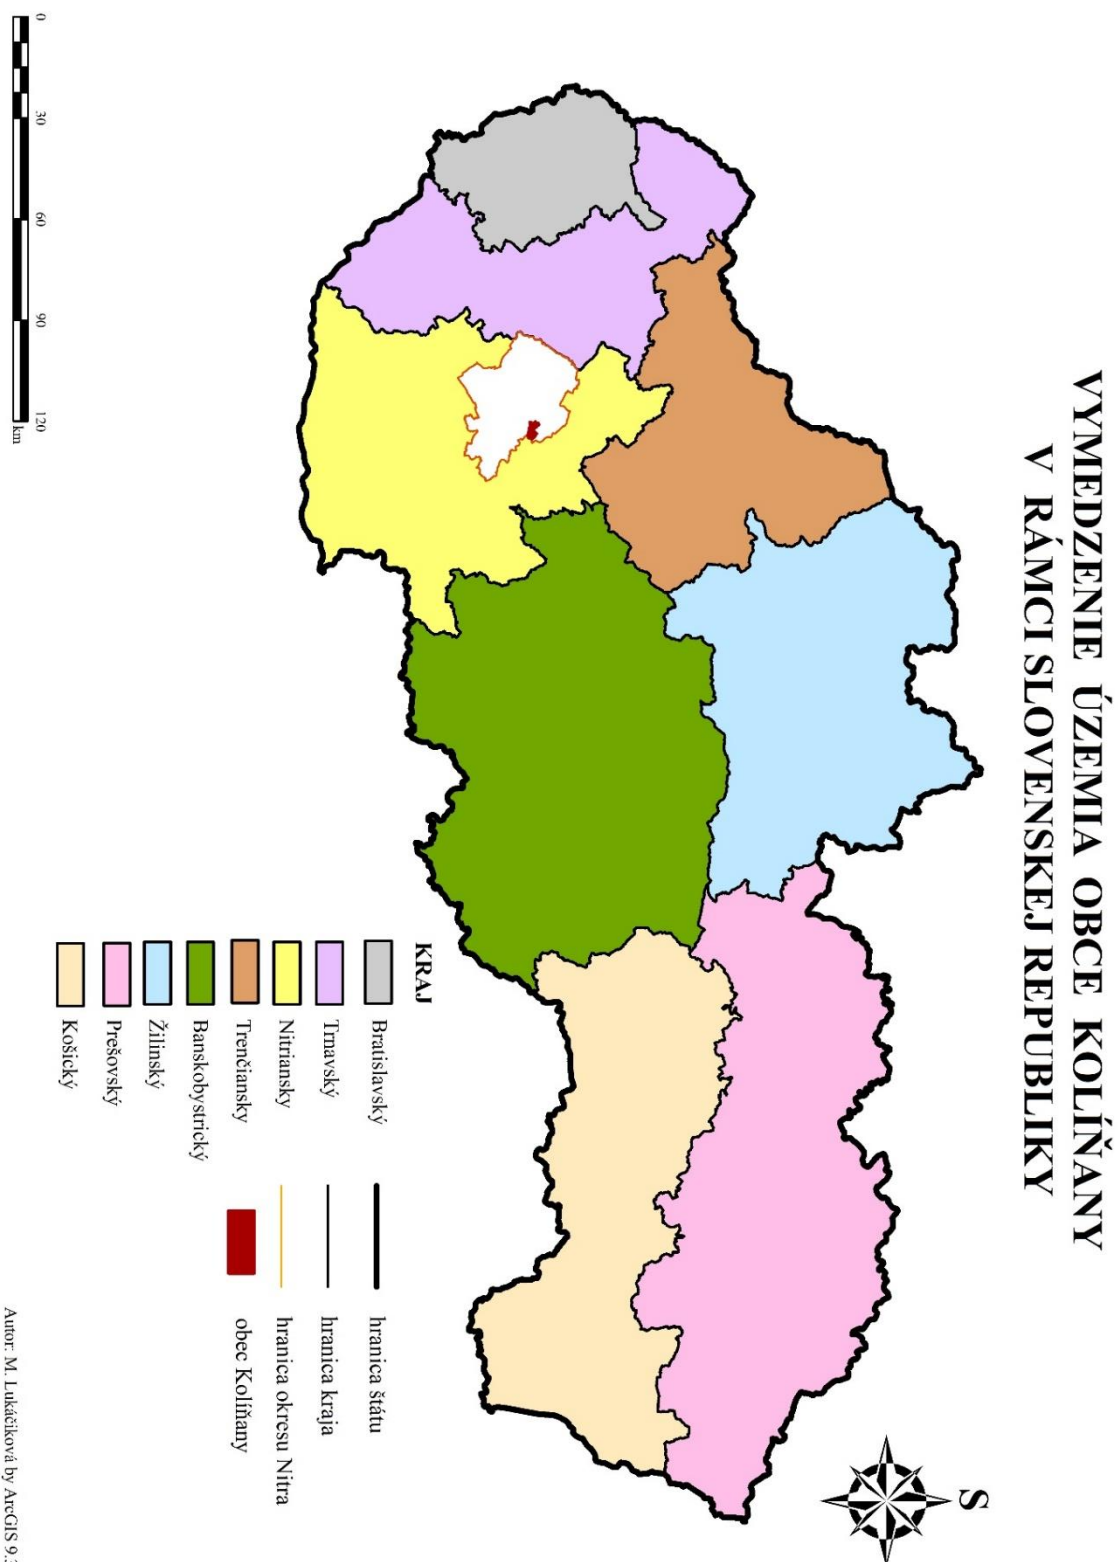 VYMEDZENIE ÚZEMIA OBCE KOLÍŇANY
V RÁMCI SLOVENSKEJ REPUBLIKY
S
KRAJ
Bratislavský
Trnavský
Nitriansky
Trenčiansky
Banskobystrický
Žilinský
Prešovský
Košický
hranica štátu
hranica kraja
hranica okresu Nitra
obec Kolíňany
0 30 60 90 120
km
Autor: M. Lukáčiková by ArcGIS 9.3